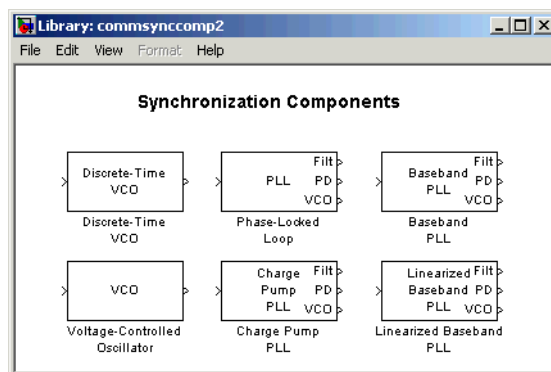 Library: commsynccomp2
File Edit View Format Help
Synchronization Components
Discrete-Time
VCO
Discrete-Time
VCO
PLL
Filt
PD
VCO
Phase-Locked
Loop
Baseband
PLL
Filt
PD
VCO
Baseband
PLL
VCO
Voltage-Controlled
Oscillator
Charge
Pump
PLL
Filt
PD
VCO
Charge Pump
PLL
Linearized
Baseband
PLL
Filt
PD
VCO
Linearized Baseband
PLL